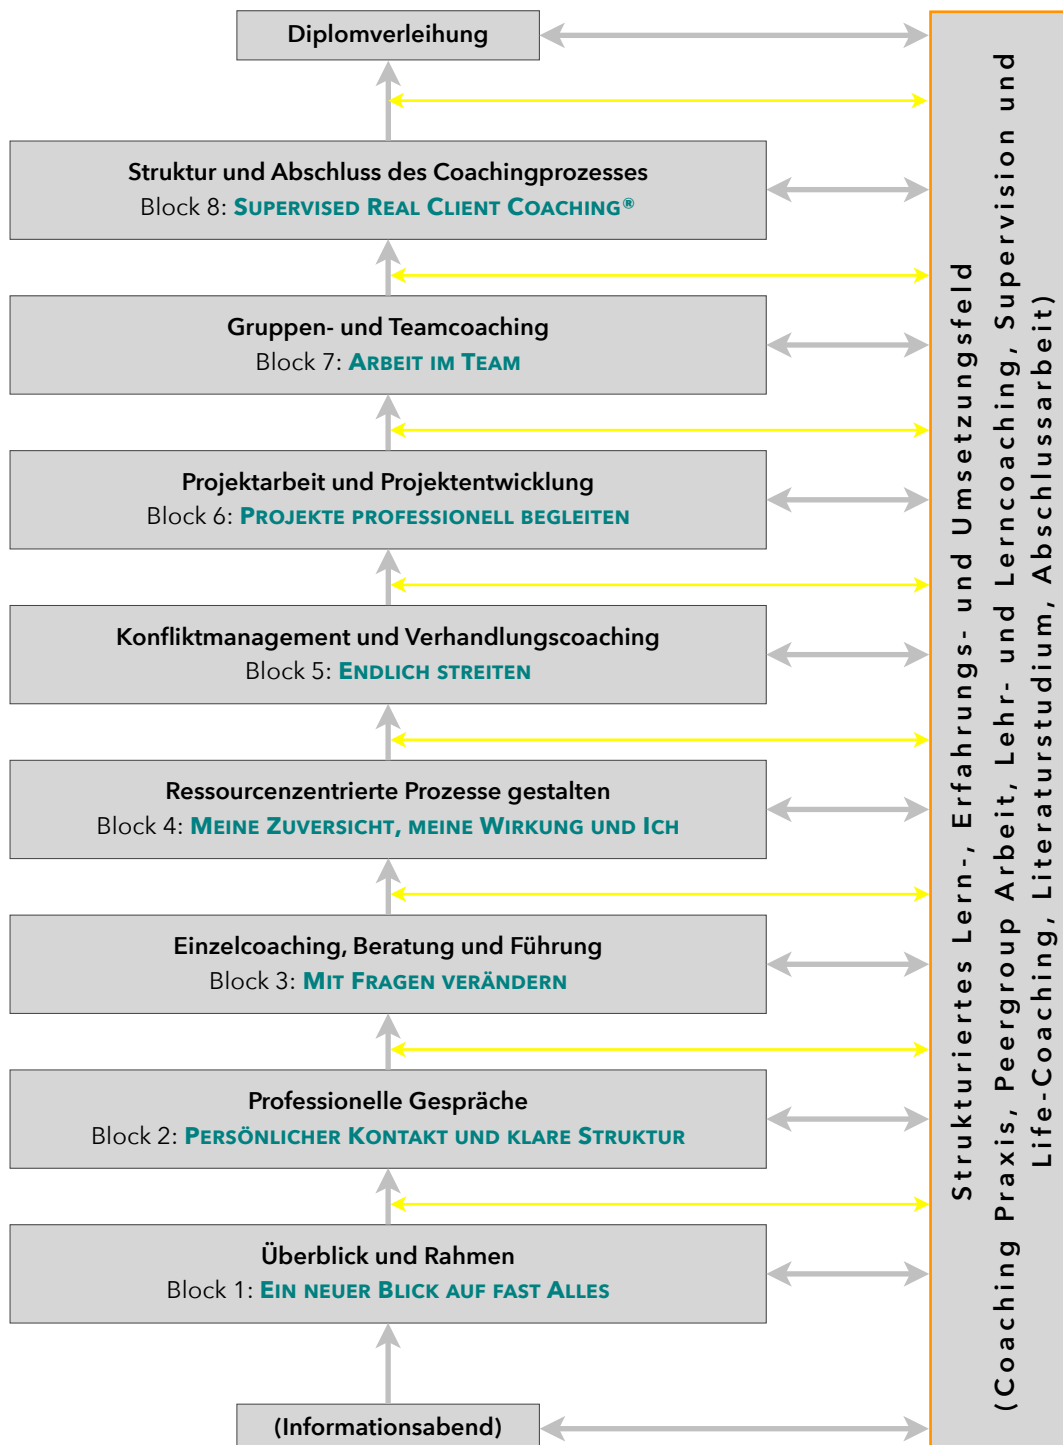 Diplomverleihung
Struktur und Abschluss des Coachingprozesses
Block 8: SUPERVISED REAL CLIENT COACHING®
Gruppen- und Teamcoaching
Block 7: ARBEIT IM TEAM
Projektarbeit und Projektentwicklung
Block 6: PROJEKTE PROFESSIONELL BEGLEITEN
Konfliktmanagement und Verhandlungscoaching
Block 5: ENDLICH STREITEN
Ressourcenzentrierte Prozesse gestalten
Block 4: MEINE ZUVERSICHT, MEINE WIRKUNG UND ICH
Einzelcoaching, Beratung und Führung
Block 3: MIT FRAGEN VERÄNDERN
Professionelle Gespräche
Block 2: PERSÖNLICHER KONTAKT UND KLARE STRUKTUR
Überblick und Rahmen
Block 1: EIN NEUER BLICK AUF FAST ALLES
(Informationsabend)
Strukturiertes Lern-, Erfahrungs- und Umsetzungsfeld
(Coaching Praxis, Peergroup Arbeit, Lehr- und Lerncoaching, Supervision und
Life-Coaching, Literaturstudium, Abschlussarbeit)